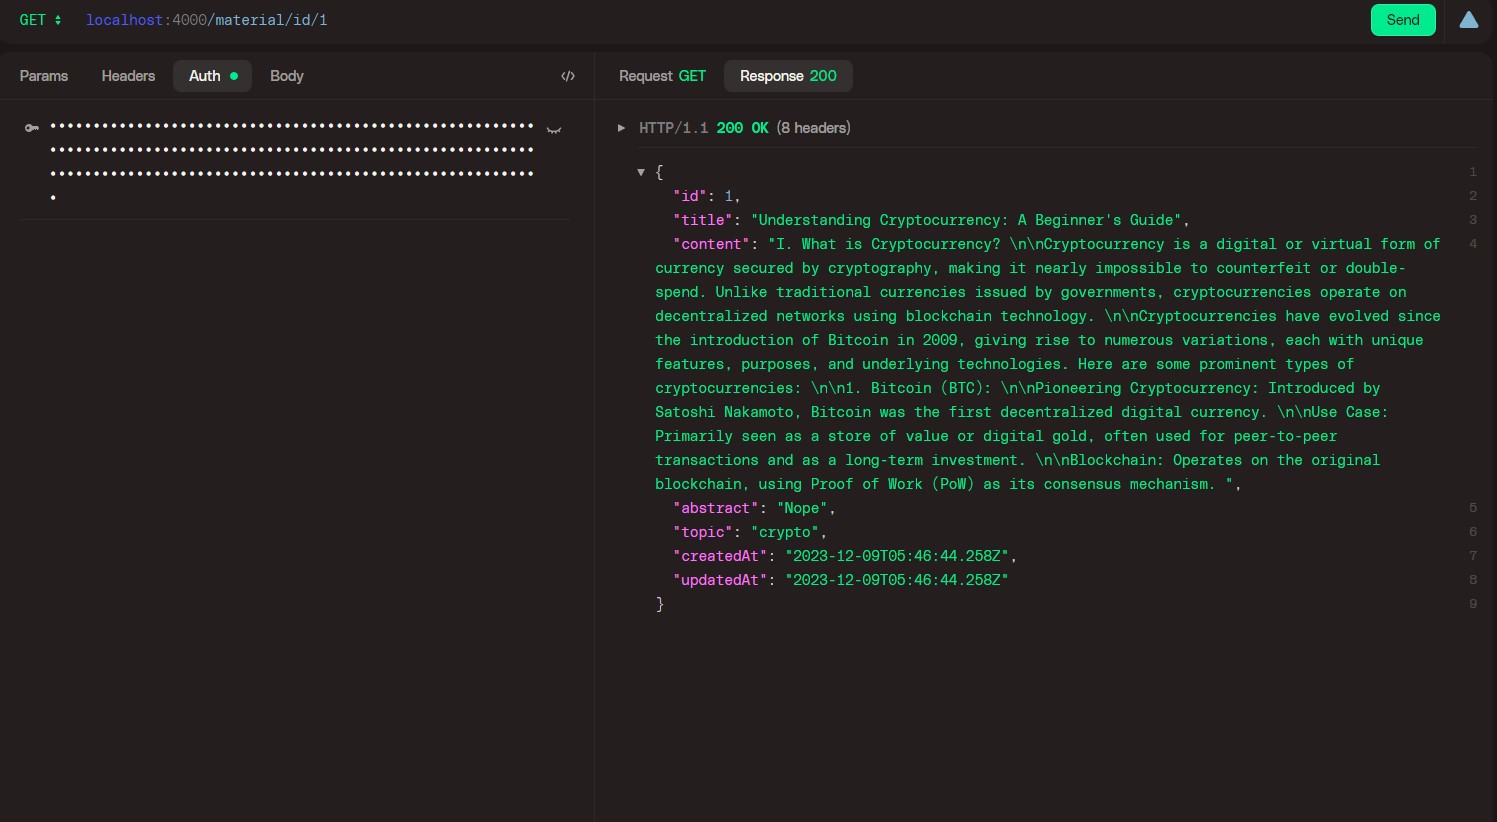 GET localhost:4000/material/id/1 Send
Params Headers Auth Body </>
Request GET Response 200
HTTP/1.1 200 OK (8 headers)
{ 1
"id": 1, 2
"title": "Understanding Cryptocurrency: A Beginner's Guide", 3
"content": "I. What is Cryptocurrency? \n\nCryptocurrency is a digital or virtual form of 4
currency secured by cryptography, making it nearly impossible to counterfeit or double-
spend. Unlike traditional currencies issued by governments, cryptocurrencies operate on
decentralized networks using blockchain technology. \n\nCryptocurrencies have evolved since
the introduction of Bitcoin in 2009, giving rise to numerous variations, each with unique
features, purposes, and underlying technologies. Here are some prominent types of
cryptocurrencies: \n\n1. Bitcoin (BTC): \n\nPioneering Cryptocurrency: Introduced by
Satoshi Nakamoto, Bitcoin was the first decentralized digital currency. \n\nUse Case:
Primarily seen as a store of value or digital gold, often used for peer-to-peer
transactions and as a long-term investment. \n\nBlockchain: Operates on the original
blockchain, using Proof of Work (PoW) as its consensus mechanism. ",
"abstract": "Nope", 5
"topic": "crypto", 6
"createdAt": "2023-12-09T05:46:44.258Z", 7
"updatedAt": "2023-12-09T05:46:44.258Z" 8
} 9